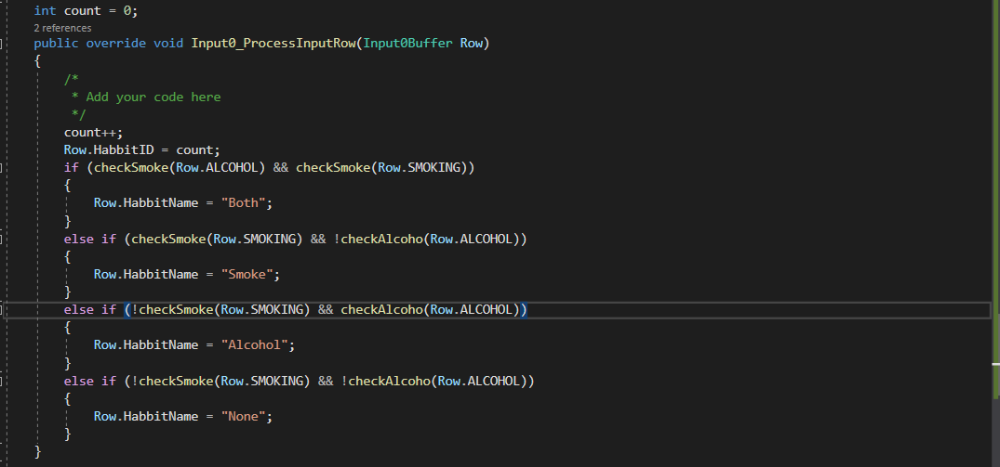 int count = 0;
2 references
public override void Input0_ProcessInputRow(Input0Buffer Row)
{
/*
* Add your code here
*/
count++;
Row.HabbitID = count;
if (checkSmoke(Row.ALCOHOL) && checkSmoke(Row.SMOKING))
{
Row.HabbitName = "Both";
}
else if (checkSmoke(Row.SMOKING) && !checkAlcoho(Row.ALCOHOL))
{
Row.HabbitName = "Smoke";
}
else if (!checkSmoke(Row.SMOKING) && checkAlcoho(Row.ALCOHOL))
{
Row.HabbitName = "Alcohol";
}
else if (!checkSmoke(Row.SMOKING) && !checkAlcoho(Row.ALCOHOL))
{
Row.HabbitName = "None";
}
}